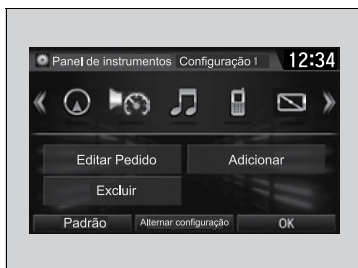 Panel de instrumentos Configuração 1 12:34
Editar Pedido Adicionar
Excluir
Padrão Alternar configuração OK